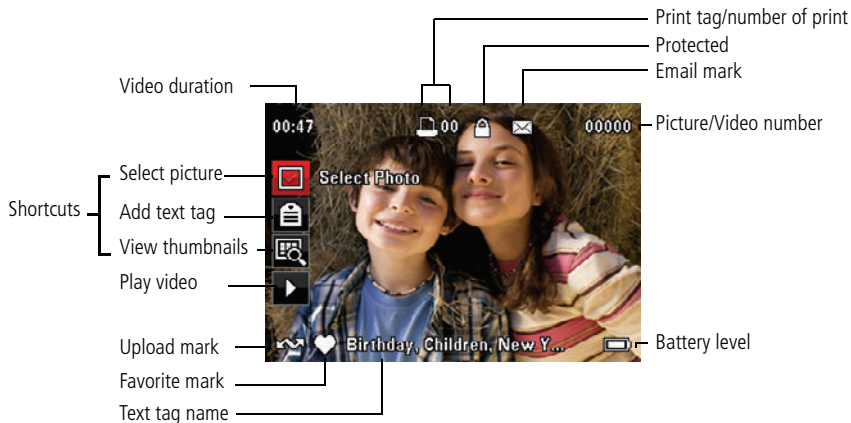 Print tag/number of print
Protected
Email mark
Video duration
00:47
00
00000
Picture/Video number
Select picture
Select Photo
Shortcuts
Add text tag
View thumbnails
Play video
Upload mark
Birthday, Children, New Y...
Battery level
Favorite mark
Text tag name